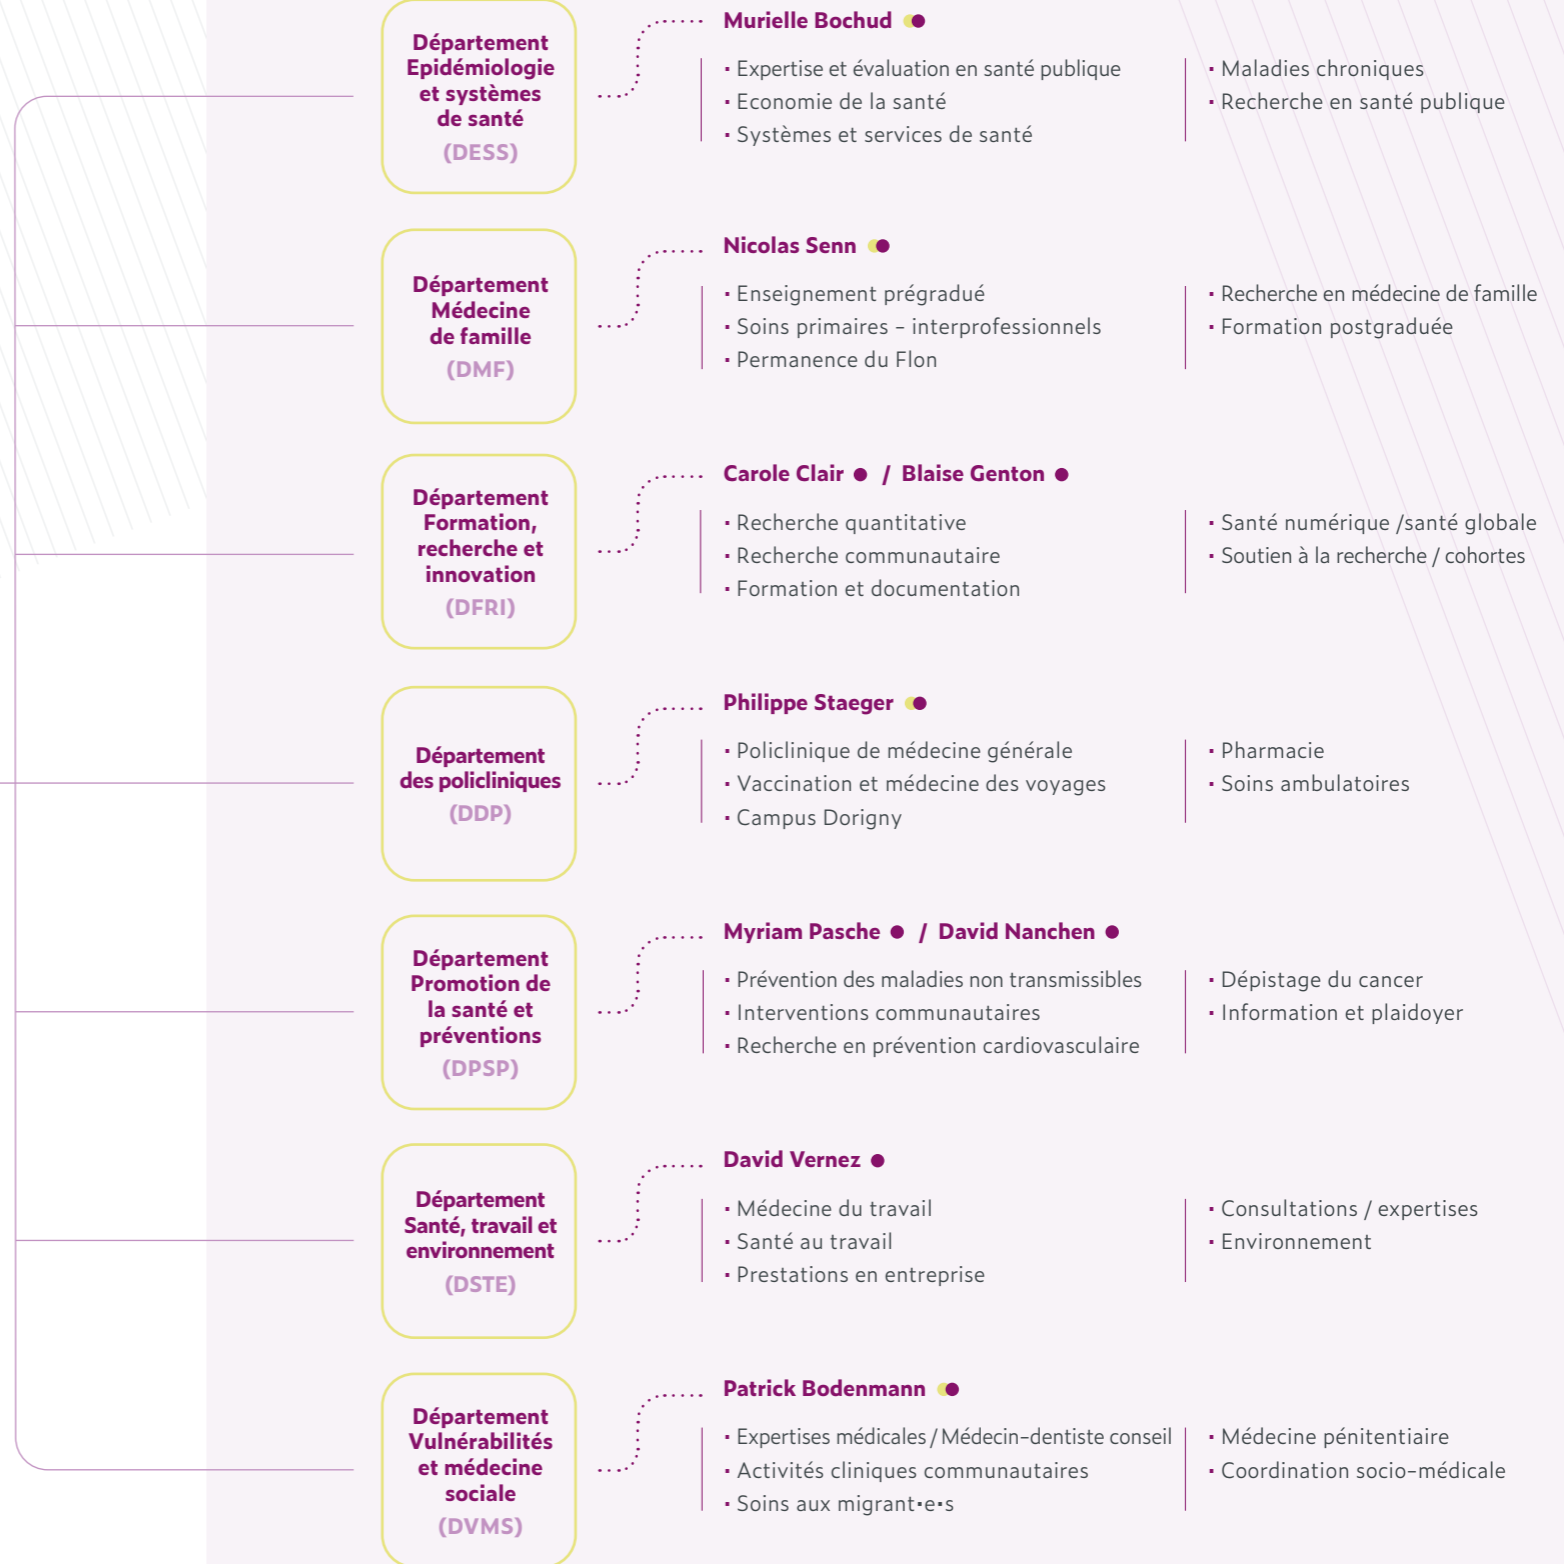 Département
Epidémiologie
et systèmes
de santé
(DESS)
Murielle Bochud
· Expertise et évaluation en santé publique
· Economie de la santé
· Systèmes et services de santé
· Maladies chroniques
· Recherche en santé publique
Département
Médecine
de famille
(DMF)
Nicolas Senn
· Enseignement prégradué
· Soins primaires – interprofessionnels
· Permanence du Flon
· Recherche en médecine de famille
· Formation postgraduée
Département
Formation,
recherche et
innovation
(DFRI)
Carole Clair / Blaise Genton
· Recherche quantitative
· Recherche communautaire
· Formation et documentation
· Santé numérique /santé globale
· Soutien à la recherche / cohortes
Département
des policliniques
(DDP)
Philippe Staeger
· Policlinique de médecine générale
· Vaccination et médecine des voyages
· Campus Dorigny
· Pharmacie
· Soins ambulatoires
Département
Promotion de
la santé et
préventions
(DPSP)
Myriam Pasche / David Nanchen
· Prévention des maladies non transmissibles
· Interventions communautaires
· Recherche en prévention cardiovasculaire
· Dépistage du cancer
· Information et plaidoyer
Département
Santé, travail et
environnement
(DSTE)
David Vernez
· Médecine du travail
· Santé au travail
· Prestations en entreprise
· Consultations / expertises
· Environnement
Département
Vulnérabilités
et médecine
sociale
(DVMS)
Patrick Bodenmann
· Expertises médicales / Médecin-dentiste conseil
· Activités cliniques communautaires
· Soins aux migrant·e·s
· Médecine pénitentiaire
· Coordination socio-médicale